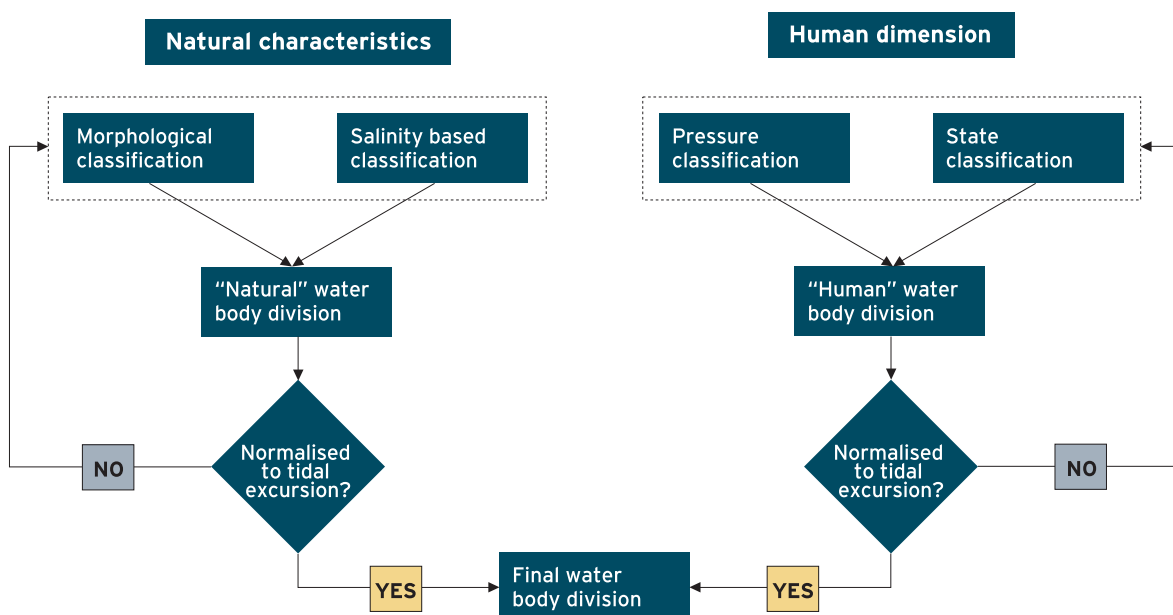 Natural characteristics
Human dimension
Morphological
classification
Salinity based
classification
Pressure
classification
State
classification
“Natural” water
body division
“Human” water
body division
Normalised
to tidal
excursion?
Normalised
to tidal
excursion?
NO
NO
YES
Final water
body division
YES